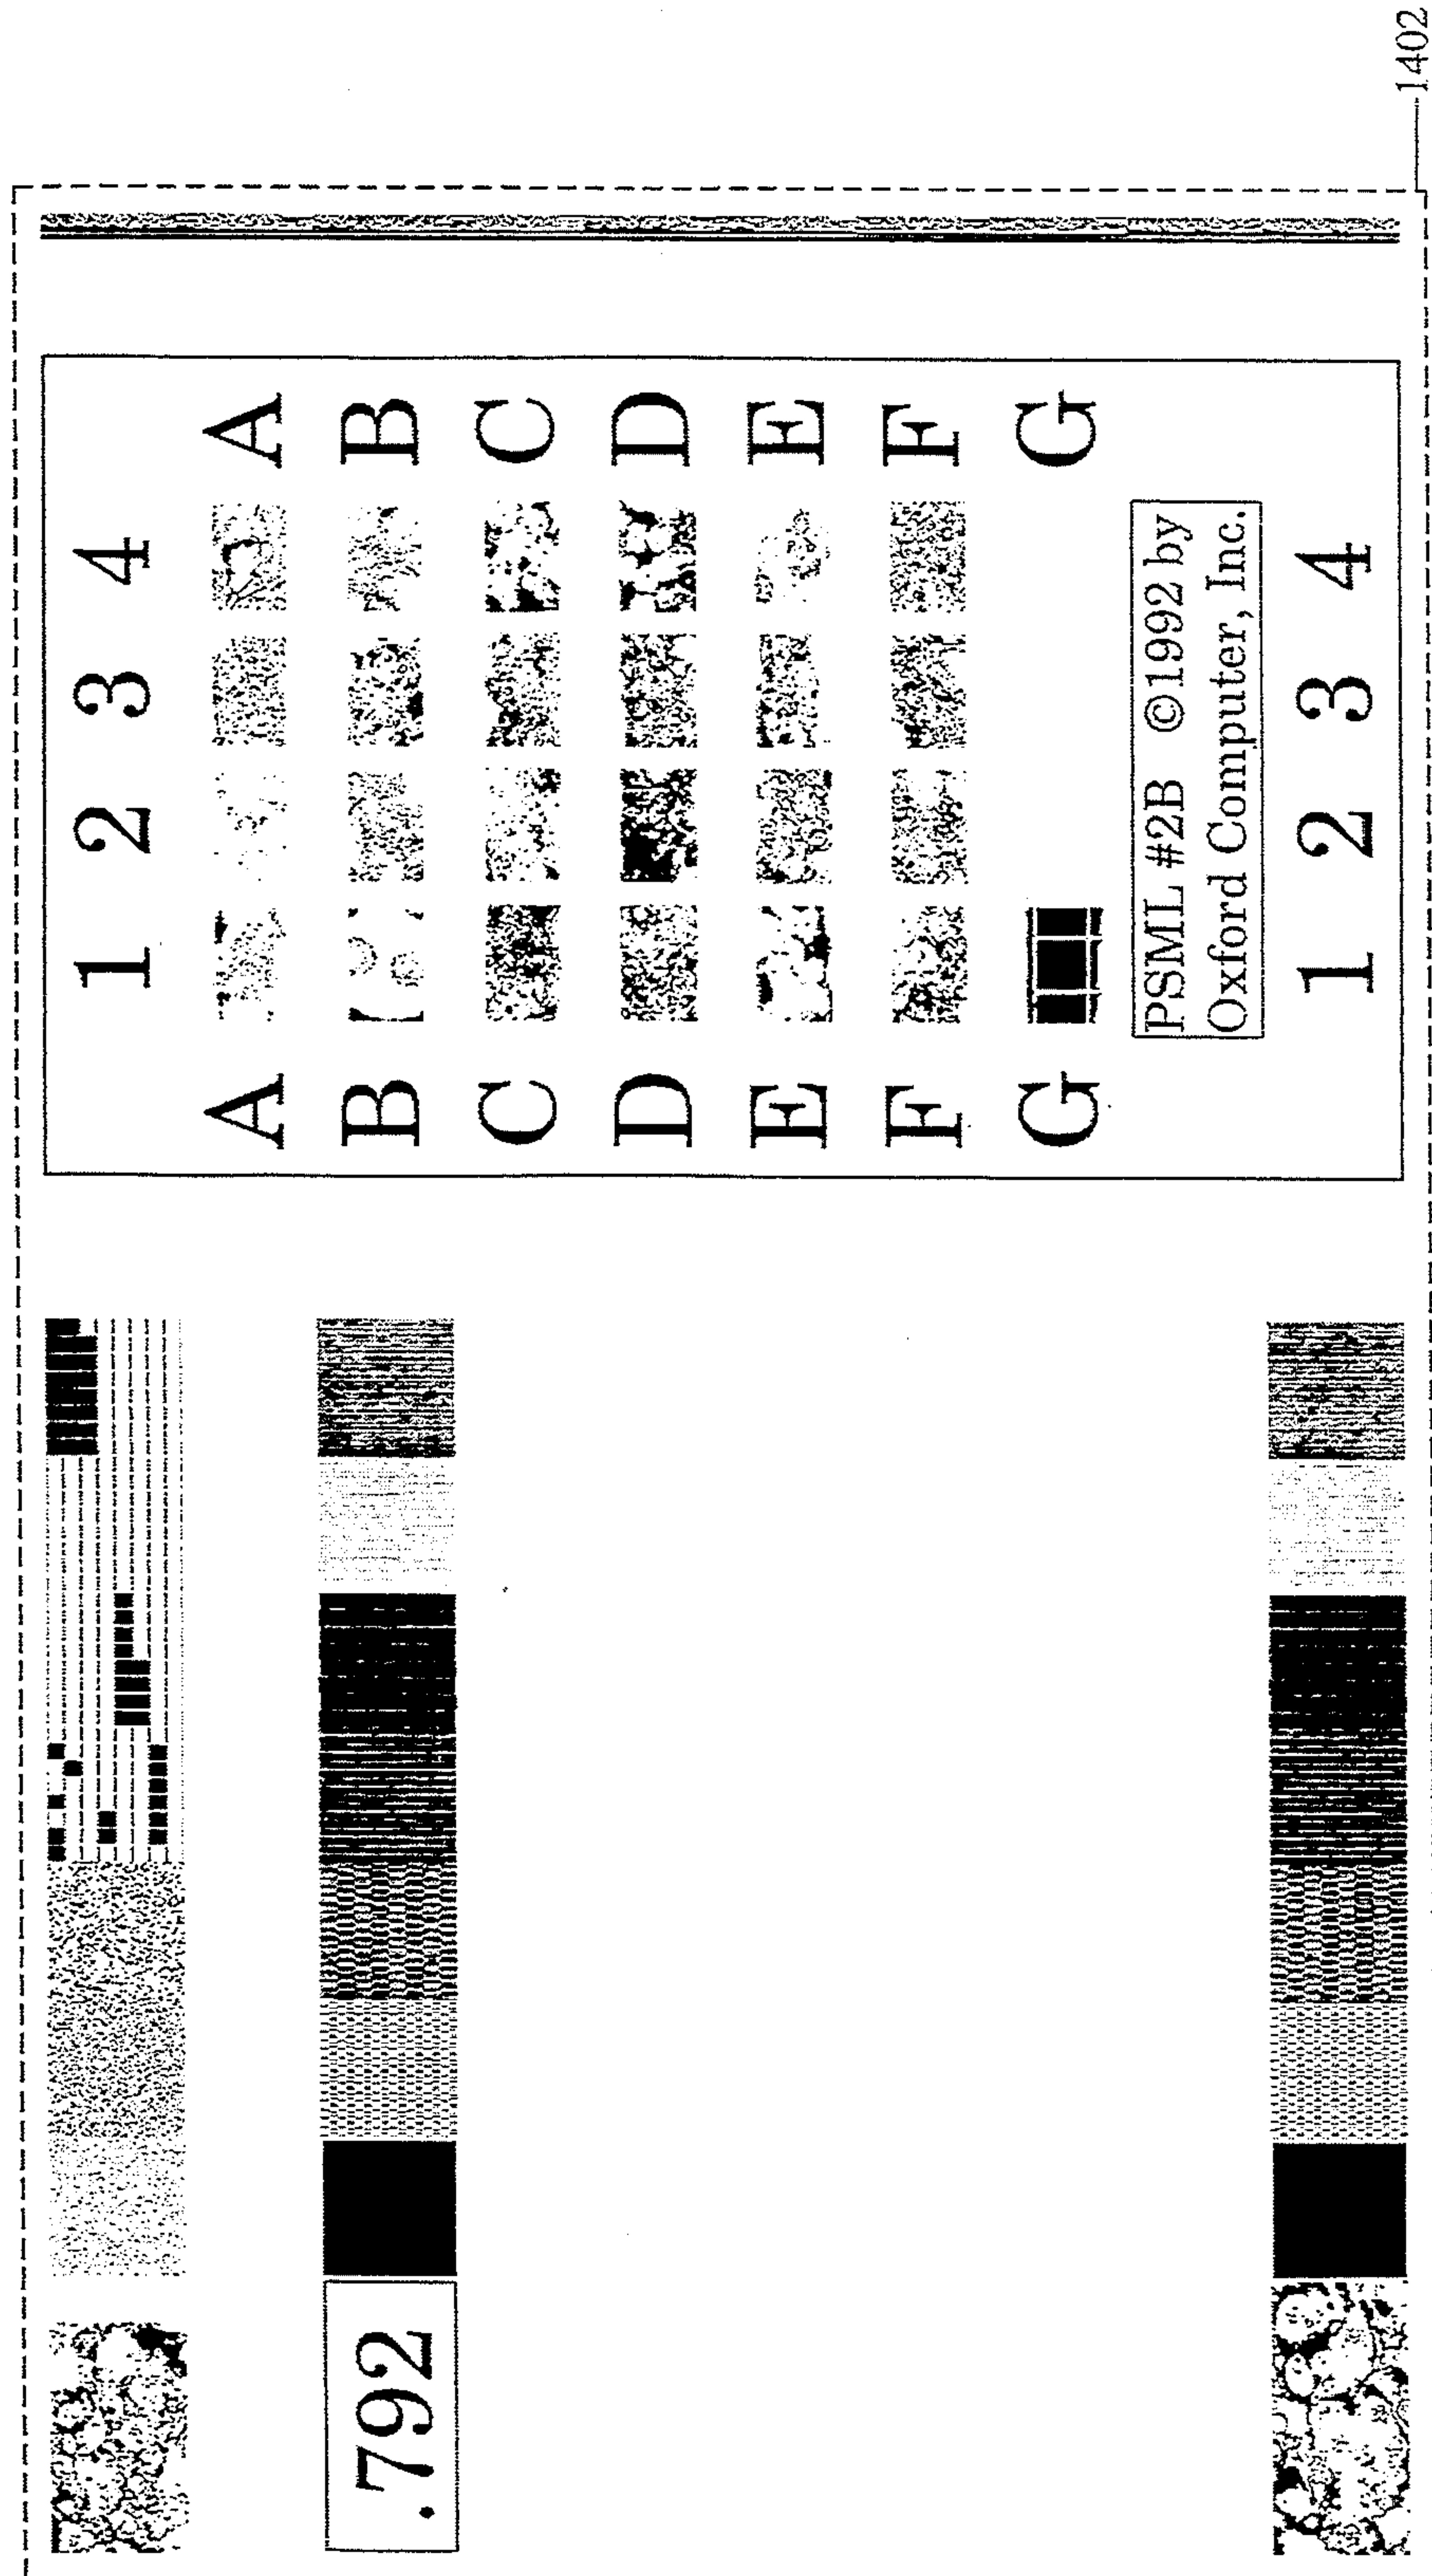 1402
1 2 3 4
A A
B B
C C
D D
E E
F F
G G
PSML #2B ©1992 by
Oxford Computer, Inc.
1 2 3 4
.792